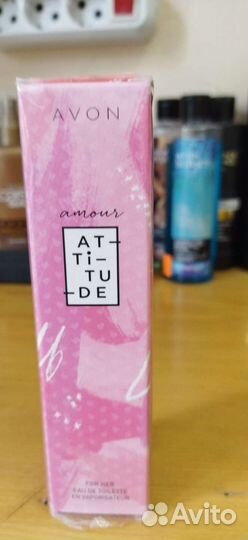 AVON
amour
AT-
TI-
TU-
DE
FOR HER
EAU DE TOILETTE
EN VAPORISATEUR
Avito